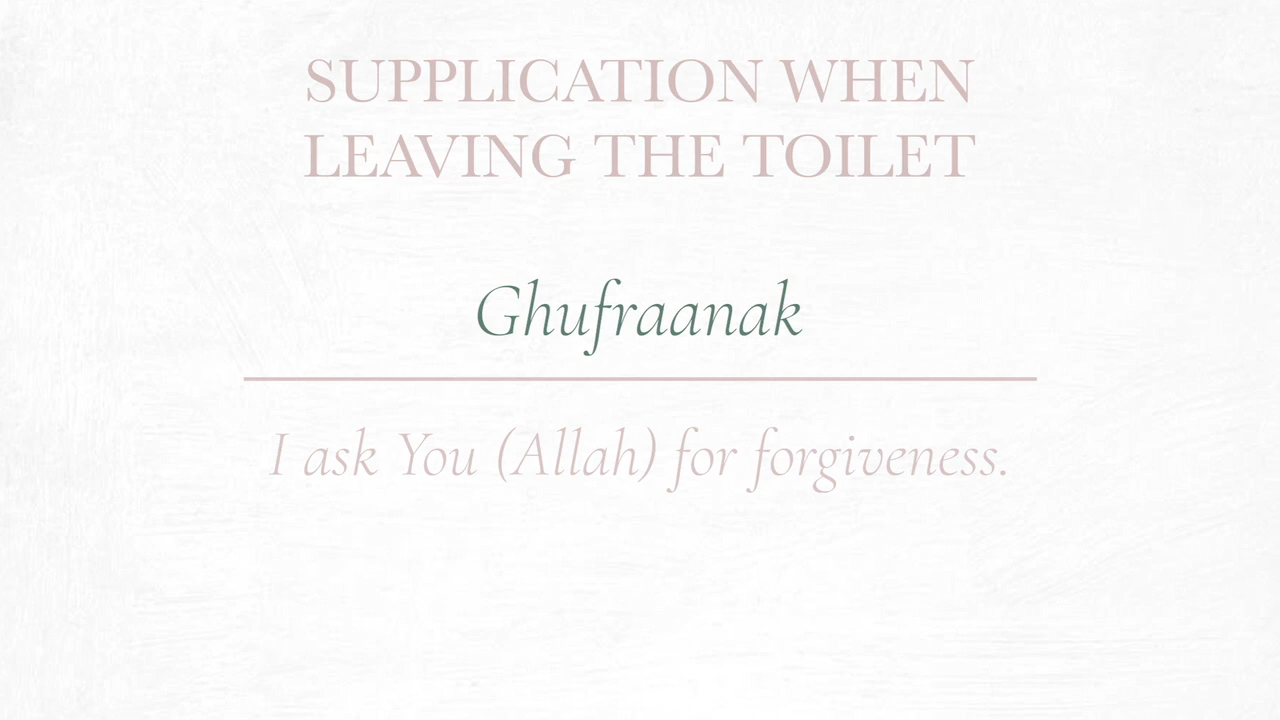 SUPPLICATION WHEN
LEAVING THE TOILET
Ghufraanak
I ask You (Allah) for forgiveness.